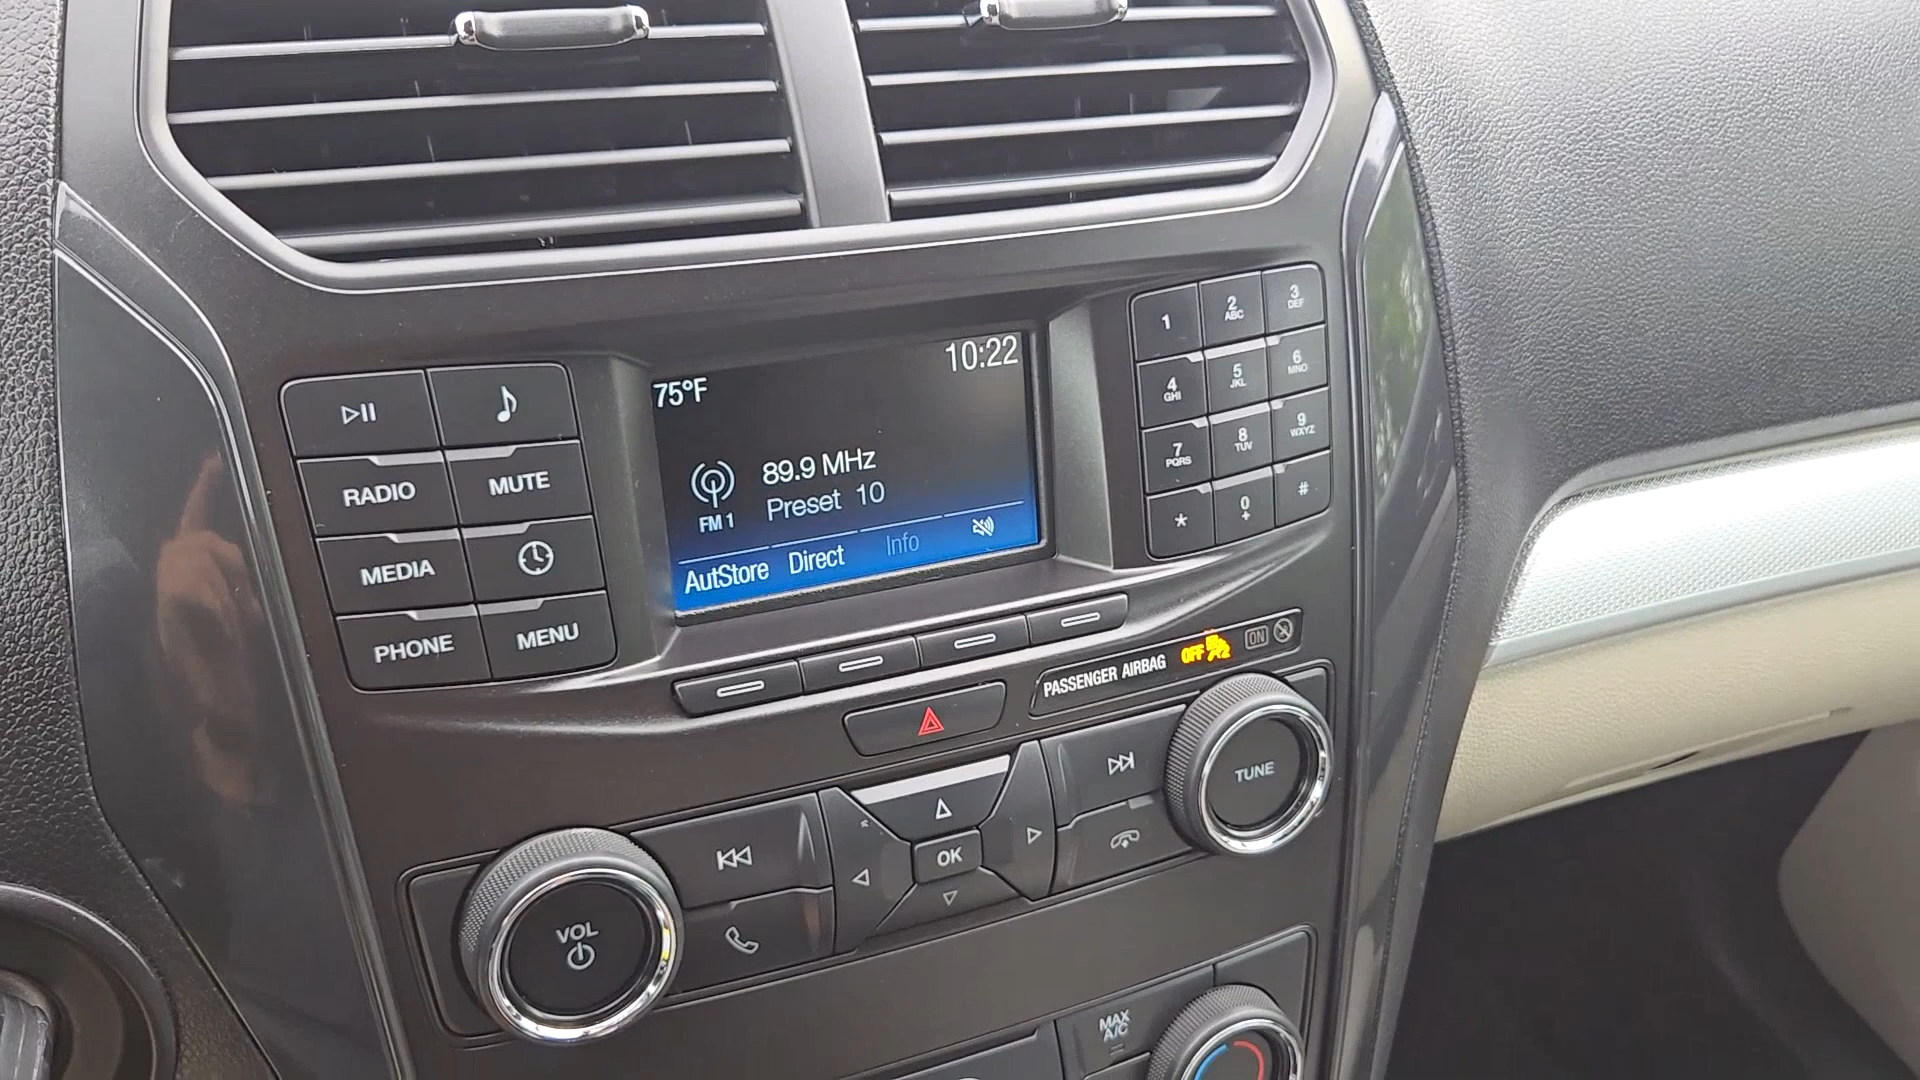 10:22
75°F
89.9 MHz
FM 1
Preset 10
AutStore Direct Info
RADIO
MUTE
MEDIA
PHONE
MENU
1
2
ABC
3
DEF
4
GHI
5
JKL
6
MNO
7
PQRS
8
TUV
9
WXYZ
*
0
+
#
PASSENGER AIRBAG OFF 2 ON
TUNE
OK
VOL
MAX
A/C